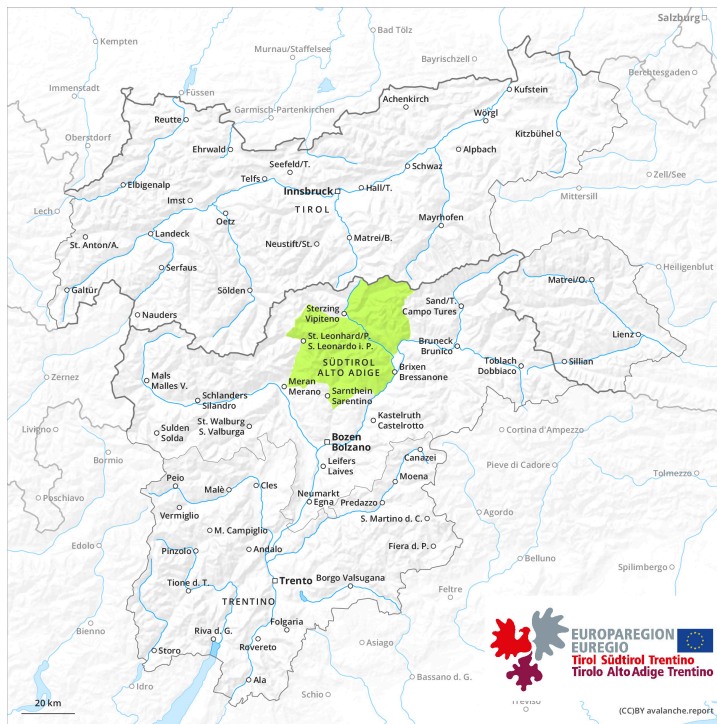 Salzburg
Kempten
Bad Tölz
Murnau/Staffelsee
Bayrischzell
Berchtesgaden
Immenstadt
Füssen
Garmisch-Partenkirchen
Achenkirch
Kufstein
Wörgl
Reutte
Oberstdorf
Kitzbühel
Ehrwald
Seefeld/T.
Alpbach
Schwaz
Telfs
Zell/See
Elbigenalp
Innsbruck
Hall/T.
Mittersill
Imst
TIROL
Lech
Oetz
Mayrhofen
St. Anton/A.
Landeck
Neustift/St.
Matrei/B.
Serfaus
Heiligenblut
Galtür
Sölden
Matrei/O.
Nauders
Sterzing
Vipiteno
Sand/T.
Campo Tures
St. Leonhard/P.
S. Leonardo i. P.
Bruneck
Brunico
Lienz
SÜDTIROL
ALTO ADIGE
Toblach
Dobbiaco
Sillian
Zernez
Mals
Malles V.
Meran
Merano
Brixen
Bressanone
Schlanders
Silandro
Sarnthein
Sarentino
St. Walburg
S. Valburga
Kastelruth
Castelrotto
Livigno
Sulden
Solda
Cortina d'Ampezzo
Bozen
Bolzano
Bormio
Canazei
Leifers
Laives
Pieve di Cadore
Tolmezzo
Peio
Moena
Malè
Cles
Neumarkt
Egna
Predazzo
Poschiavo
Vermiglio
Agordo
S. Martino d. C.
M. Campiglio
Edolo
Pinzolo
Andalo
Fiera d. P.
Belluno
Spilimbergo
Tione d. T.
Trento
Borgo Valsugana
Feltre
TRENTINO
Bienno
Riva d. G.
Folgaria
Rovereto
Asiago
Storo
Ala
Idro
Schio
Bassano d. G.
Treviso
EUROPAREGION
EUREGIO
Tirol Südtirol Trentino
Tirolo Alto Adige Trentino
20 km
(CC)BY avalanche.report